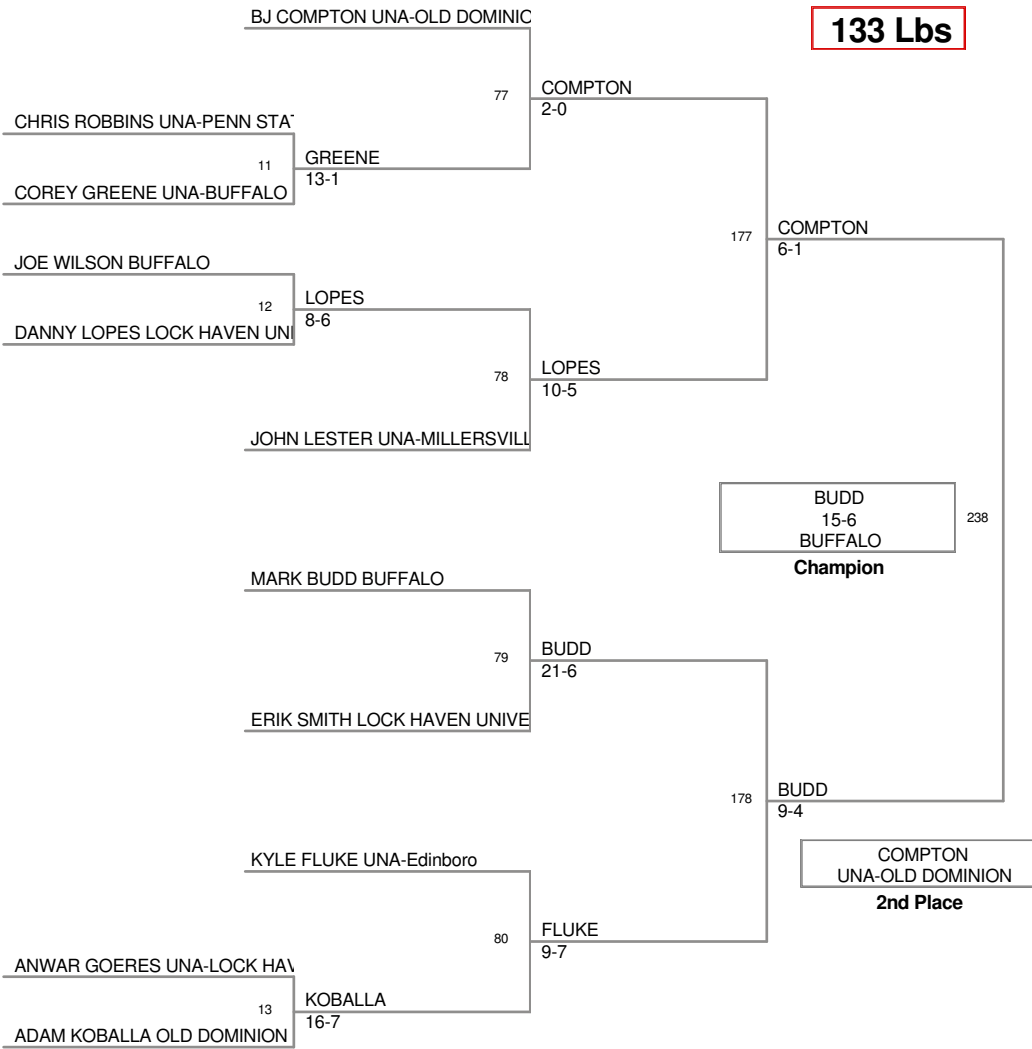 BJ COMPTON UNA-OLD DOMINIC
133 Lbs
77
COMPTON
2-0
CHRIS ROBBINS UNA-PENN STA
11
GREENE
13-1
COREY GREENE UNA-BUFFALO
177
COMPTON
6-1
JOE WILSON BUFFALO
12
LOPES
8-6
DANNY LOPES LOCK HAVEN UNI
78
LOPES
10-5
JOHN LESTER UNA-MILLERSVILL
BUDD
15-6
BUFFALO
238
Champion
MARK BUDD BUFFALO
79
BUDD
21-6
ERIK SMITH LOCK HAVEN UNIVE
178
BUDD
9-4
KYLE FLUKE UNA-Edinboro
COMPTON
UNA-OLD DOMINION
2nd Place
80
FLUKE
9-7
ANWAR GOERES UNA-LOCK HAV
13
KOBALLA
16-7
ADAM KOBALLA OLD DOMINION